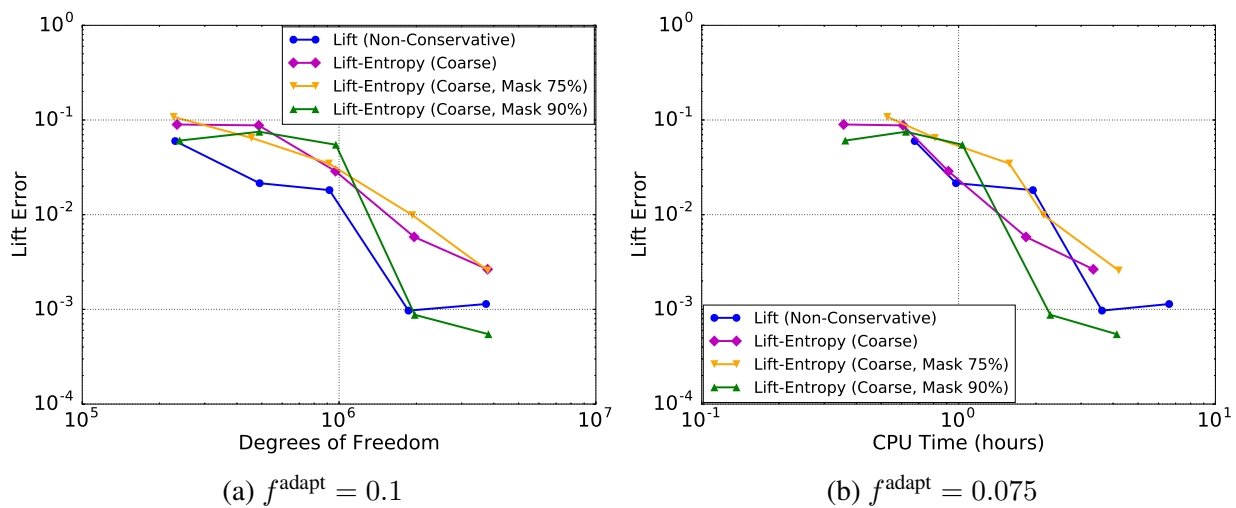 10^0
10^-1
10^-2
10^-3
10^-4
Lift Error
10^5
10^6
10^7
Degrees of Freedom
Lift (Non-Conservative)
Lift-Entropy (Coarse)
Lift-Entropy (Coarse, Mask 75%)
Lift-Entropy (Coarse, Mask 90%)
(a) f^adapt = 0.1
10^0
10^-1
10^-2
10^-3
10^-4
Lift Error
Lift (Non-Conservative)
Lift-Entropy (Coarse)
Lift-Entropy (Coarse, Mask 75%)
Lift-Entropy (Coarse, Mask 90%)
10^-1
10^0
10^1
CPU Time (hours)
(b) f^adapt = 0.075